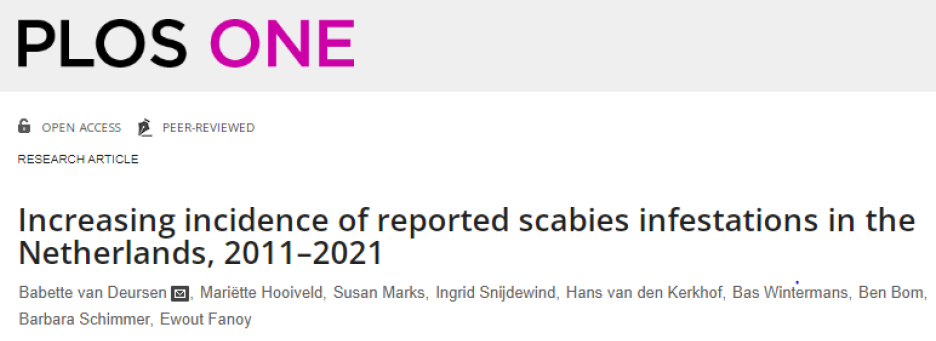 PLOS ONE
OPEN ACCESS PEER-REVIEWED
RESEARCH ARTICLE
Increasing incidence of reported scabies infestations in the
Netherlands, 2011–2021
Babette van Deursen, Mariëtte Hooiveld, Susan Marks, Ingrid Snijdewind, Hans van den Kerkhof, Bas Wintermans, Ben Bom,
Barbara Schimmer, Ewout Fanoy